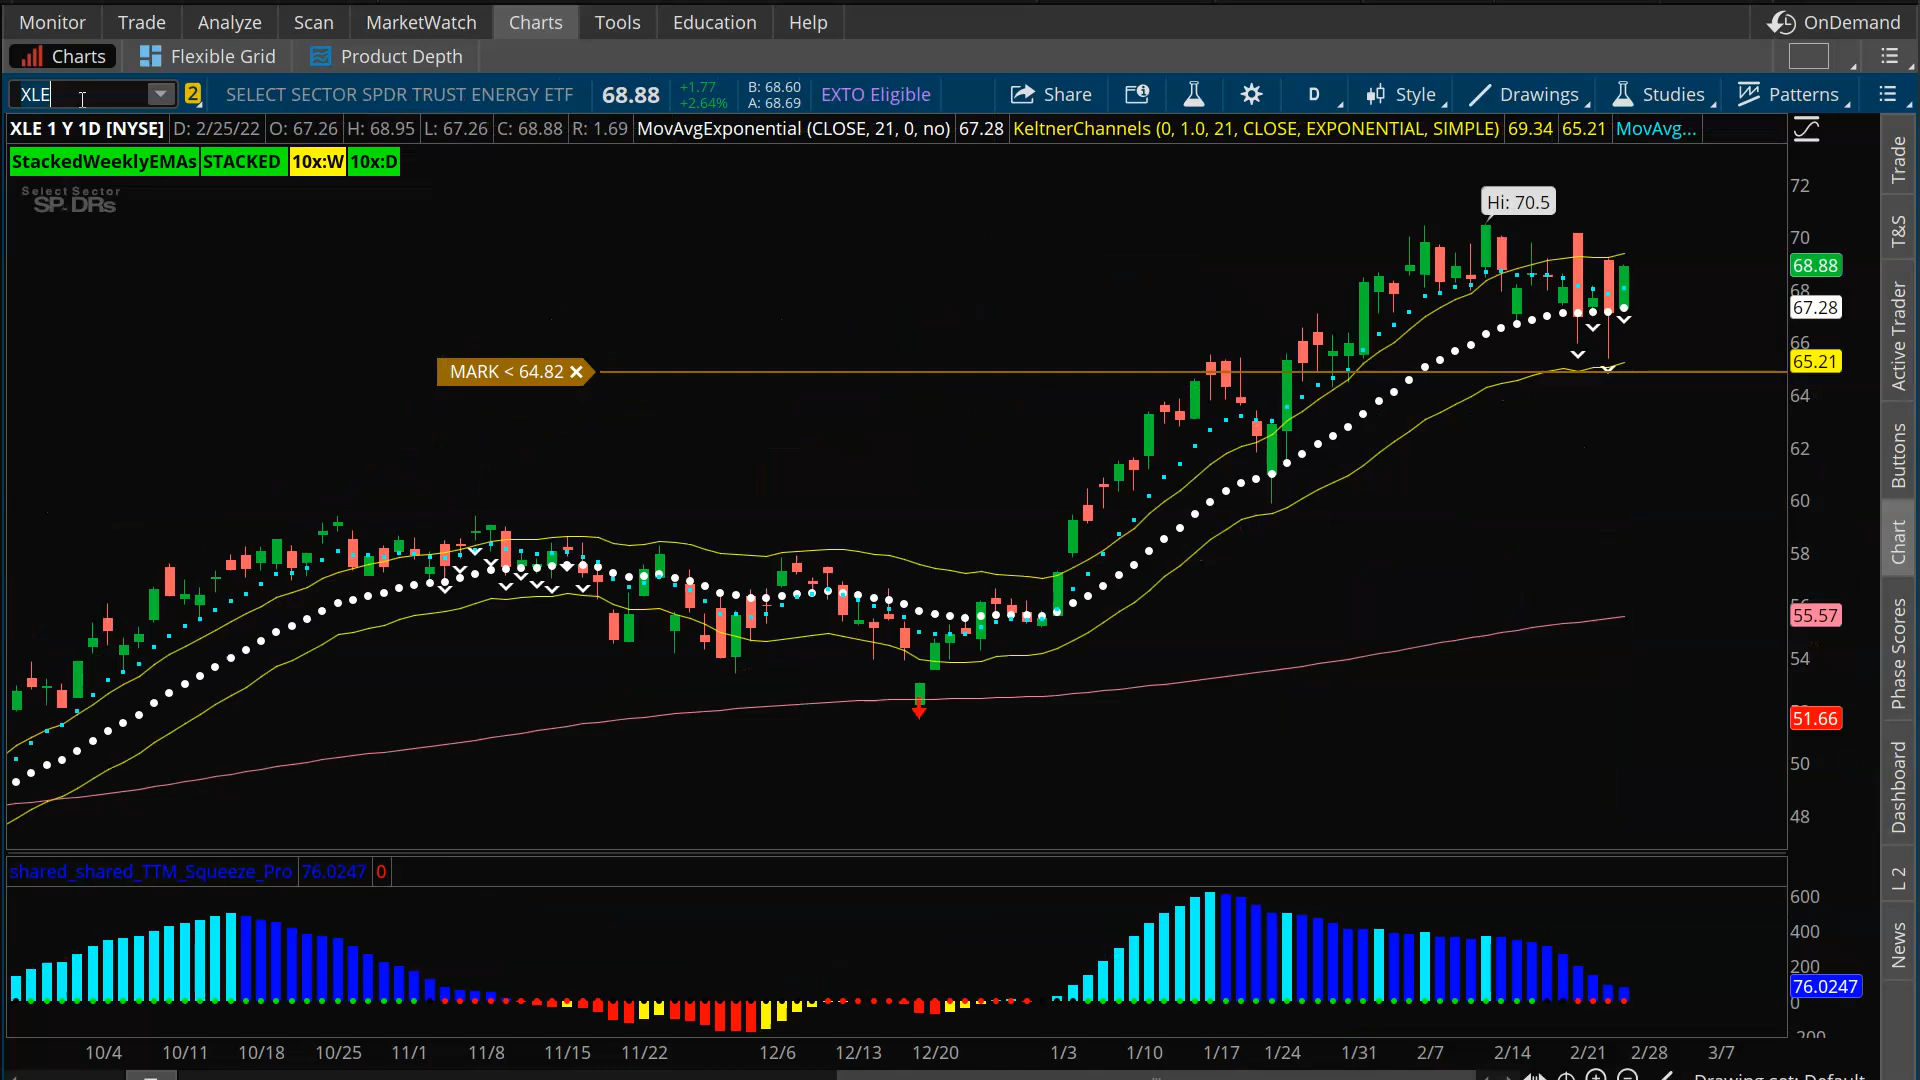 Monitor Trade Analyze Scan MarketWatch Charts Tools Education Help OnDemand
Charts Flexible Grid Product Depth
XLE 2 SELECT SECTOR SPDR TRUST ENERGY ETF 68.88 +1.77 +2.64% B: 68.60 A: 68.69 EXTO Eligible Share D Style Drawings Studies Patterns
XLE 1 Y 1D [NYSE] D: 2/25/22 O: 67.26 H: 68.95 L: 67.26 C: 68.88 R: 1.69 MovAvgExponential (CLOSE, 21, 0, no) 67.28 KeltnerChannels (0, 1.0, 21, CLOSE, EXPONENTIAL, SIMPLE) 69.34 65.21 MovAvg...
StackedWeeklyEMAs STACKED 10x:W 10x:D
Select Sector
SPDRs
Hi: 70.5
MARK < 64.82
72
70
68.88
68
67.28
66
65.21
64
62
60
58
56
55.57
54
51.66
50
48
shared_shared_TTM_Squeeze_Pro 76.0247 0
600
400
200
76.0247
0
-200
10/4 10/11 10/18 10/25 11/1 11/8 11/15 11/22 12/6 12/13 12/20 1/3 1/10 1/17 1/24 1/31 2/7 2/14 2/21 2/28 3/7
Drawing set: Default
Trade
T&S
Active Trader
Buttons
Chart
Phase Scores
Dashboard
L 2
News